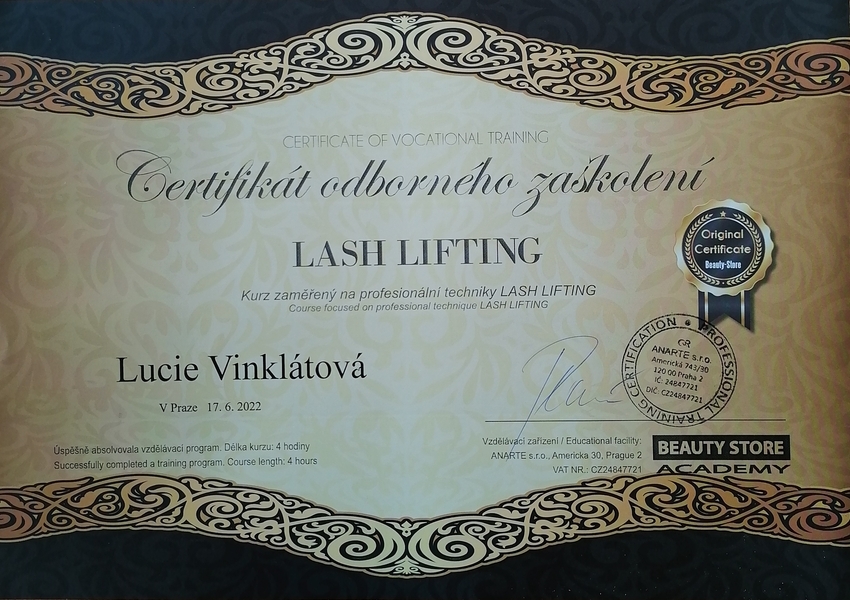 CERTIFICATE OF VOCATIONAL TRAINING
Certifikát odborného zaškolení
LASH LIFTING
Original
Certificate
Beauty-Store
Kurz zaměřený na profesionální techniky LASH LIFTING
Course focused on professional technique LASH LIFTING
PROFESSIONAL TRAINING CERTIFICATION
GR
ANARTE s.r.o.
Americká 743/30
120 00 Praha 2
IČ: 24847721
DIČ: CZ24847721
Lucie Vinklátová
V Praze 17. 6. 2022
Úspěšně absolvovala vzdělávací program. Délka kurzu: 4 hodiny
Successfully completed a training program. Course length: 4 hours
Vzdělávací zařízení / Educational facility:
ANARTE s.r.o., Americka 30, Prague 2
VAT NR.: CZ24847721
BEAUTY STORE
ACADEMY